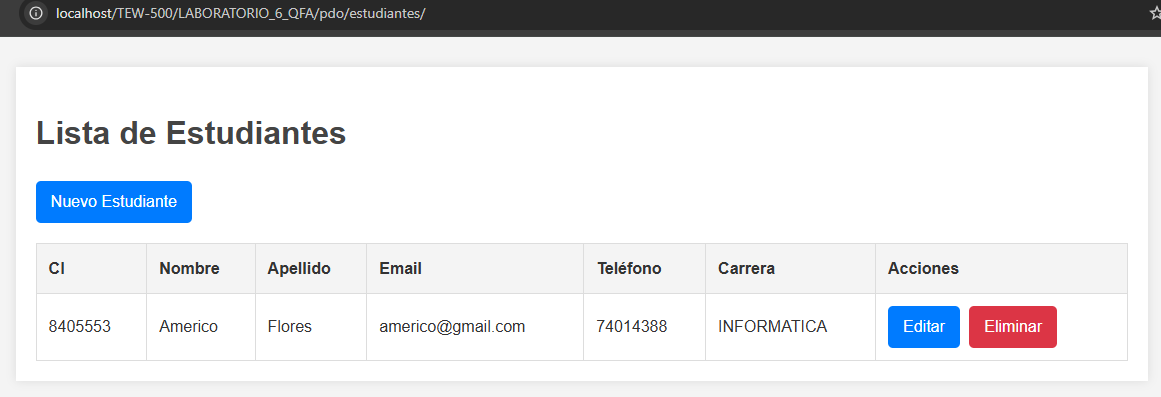 localhost/TEW-500/LABORATORIO_6_QFA/pdo/estudiantes/
Lista de Estudiantes
Nuevo Estudiante
CI Nombre Apellido Email Teléfono Carrera Acciones
8405553 Americo Flores americo@gmail.com 74014388 INFORMATICA Editar Eliminar